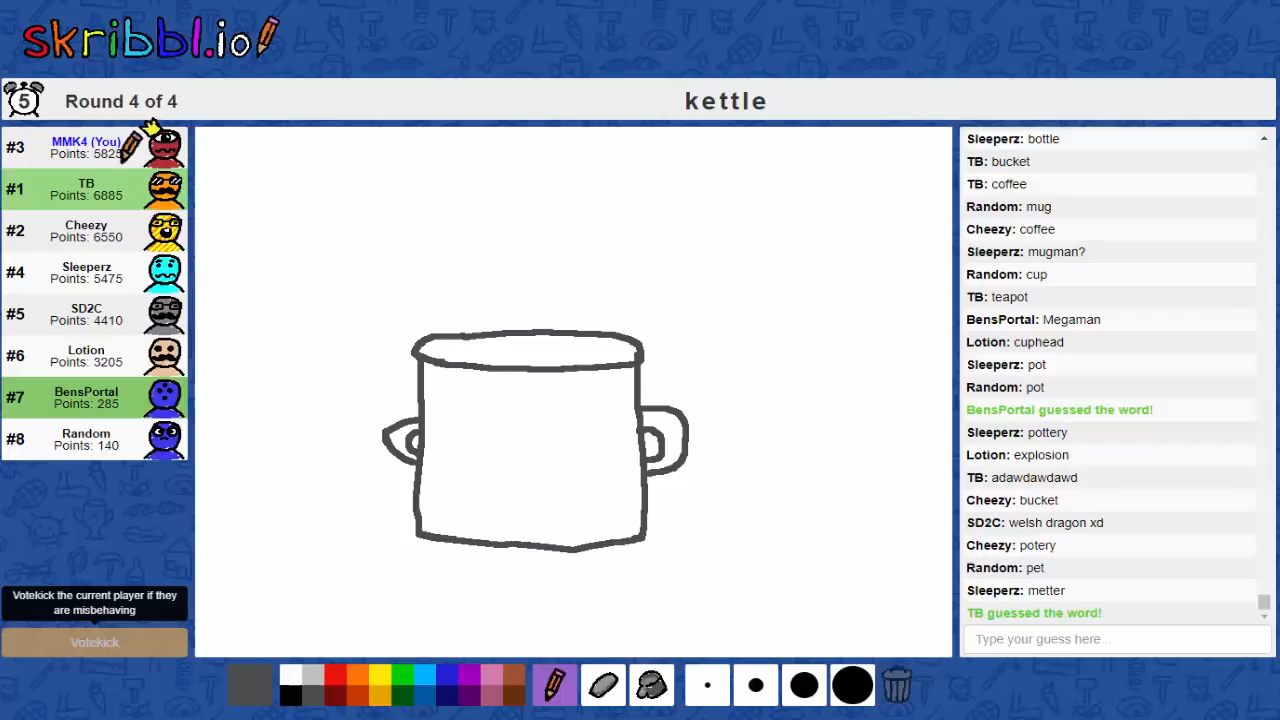 skribbl.io
5
Round 4 of 4
kettle
#3
MMK4 (You)
Points: 5825
#1
TB
Points: 6885
#2
Cheezy
Points: 6550
#4
Sleeperz
Points: 5475
#5
SD2C
Points: 4410
#6
Lotion
Points: 3205
#7
BensPortal
Points: 285
#8
Random
Points: 140
Votekick the current player if they
are misbehaving
Votekick
Sleeperz: bottle
TB: bucket
TB: coffee
Random: mug
Cheezy: coffee
Sleeperz: mugman?
Random: cup
TB: teapot
BensPortal: Megaman
Lotion: cuphead
Sleeperz: pot
Random: pot
BensPortal guessed the word!
Sleeperz: pottery
Lotion: explosion
TB: adawdawdawd
Cheezy: bucket
SD2C: welsh dragon xd
Cheezy: potery
Random: pet
Sleeperz: metter
TB guessed the word!
Type your guess here...